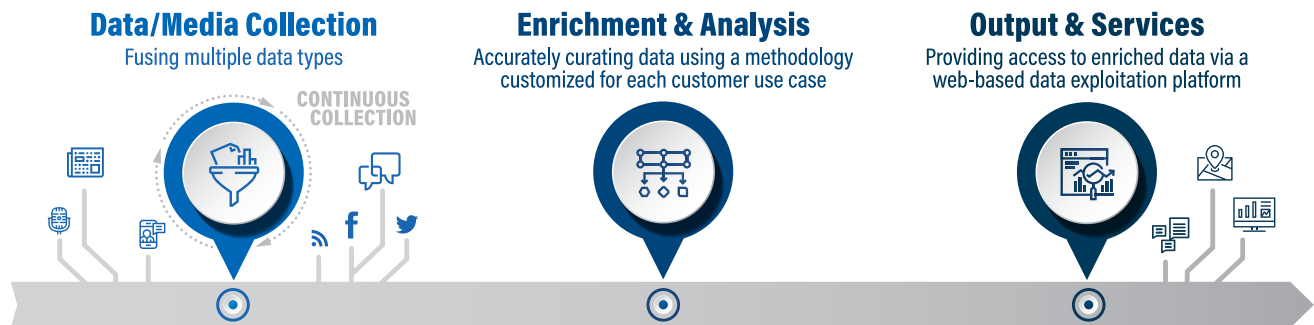 Data/Media Collection
Fusing multiple data types
CONTINUOUS
COLLECTION
Enrichment & Analysis
Accurately curating data using a methodology
customized for each customer use case
Output & Services
Providing access to enriched data via a
web-based data exploitation platform